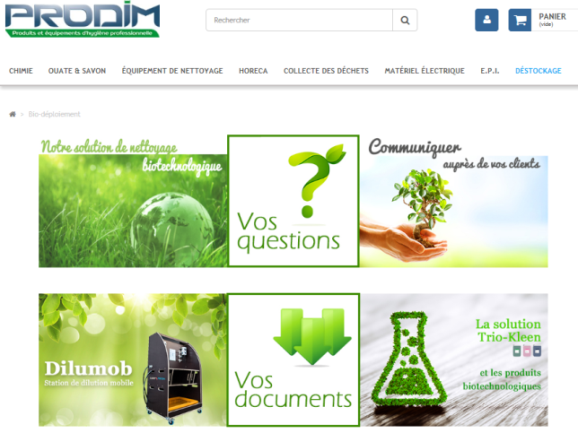 PRODIM
Produits et équipements d'hygiène professionnelle
Rechercher
PANIER
(vide)
CHIMIE OUATE & SAVON ÉQUIPEMENT DE NETTOYAGE HORECA COLLECTE DES DÉCHETS MATÉRIEL ÉLECTRIQUE E.P.I. DÉSTOCKAGE
> Bio-déploiement
Notre solution de nettoyage
biotechnologique
Vos
questions
Communiquer
auprès de vos clients
Dilumob
Station de dilution mobile
Vos
documents
La solution
Trio-Kleen
et les produits
biotechnologiques